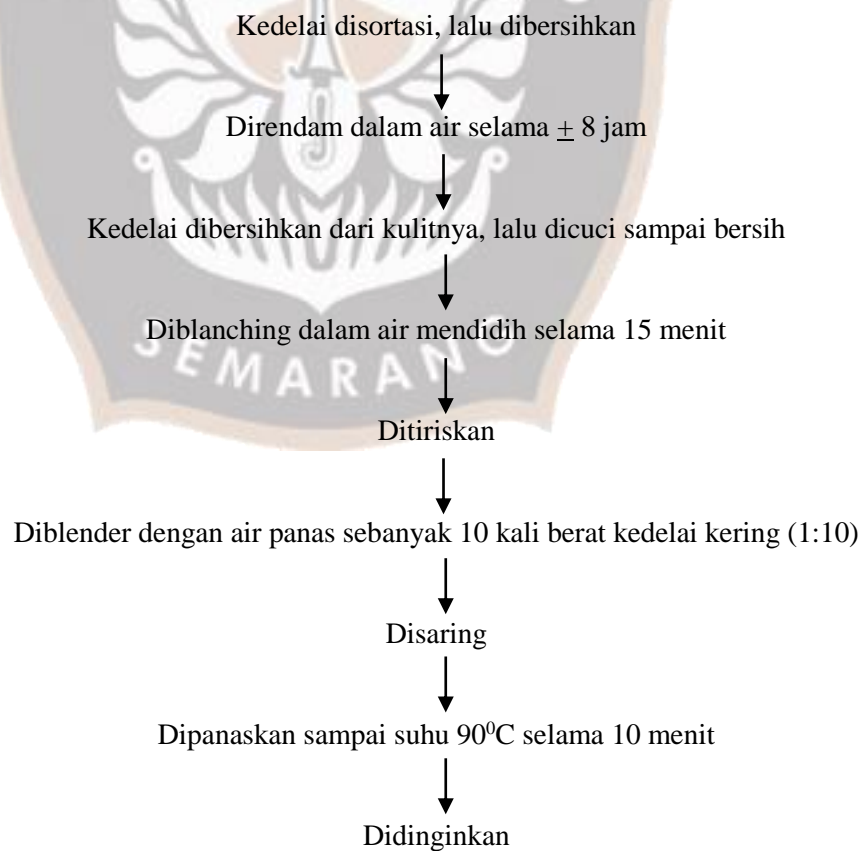 Kedelai disortasi, lalu dibersihkan
Direndam dalam air selama ± 8 jam
Kedelai dibersihkan dari kulitnya, lalu dicuci sampai bersih
Diblanching dalam air mendidih selama 15 menit
SEMARANG
Ditiriskan
Diblender dengan air panas sebanyak 10 kali berat kedelai kering (1:10)
Disaring
Dipanaskan sampai suhu 90⁰C selama 10 menit
Didinginkan